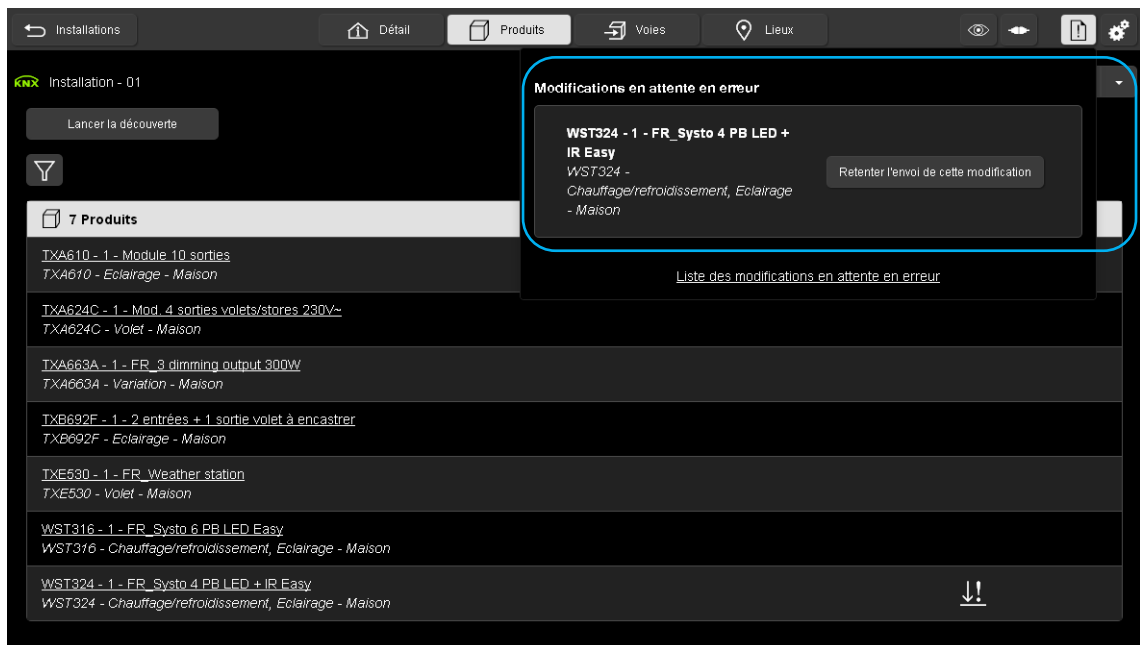 Installations
Détail
Produits
Voies
Lieux
KNX Installation - 01
Lancer la découverte
Modifications en attente en erreur
WST324 - 1 - FR_Systo 4 PB LED +
IR Easy
WST324 -
Chauffage/refroidissement, Eclairage
- Maison
Retenter l'envoi de cette modification
Liste des modifications en attente en erreur
7 Produits
TXA610 - 1 - Module 10 sorties
TXA610 - Eclairage - Maison
TXA624C - 1 - Mod. 4 sorties volets/stores 230V~
TXA624C - Volet - Maison
TXA663A - 1 - FR_3 dimming output 300W
TXA663A - Variation - Maison
TXB692F - 1 - 2 entrées + 1 sortie volet à encastrer
TXB692F - Eclairage - Maison
TXE530 - 1 - FR_Weather station
TXE530 - Volet - Maison
WST316 - 1 - FR_Systo 6 PB LED Easy
WST316 - Chauffage/refroidissement, Eclairage - Maison
WST324 - 1 - FR_Systo 4 PB LED + IR Easy
WST324 - Chauffage/refroidissement, Eclairage - Maison